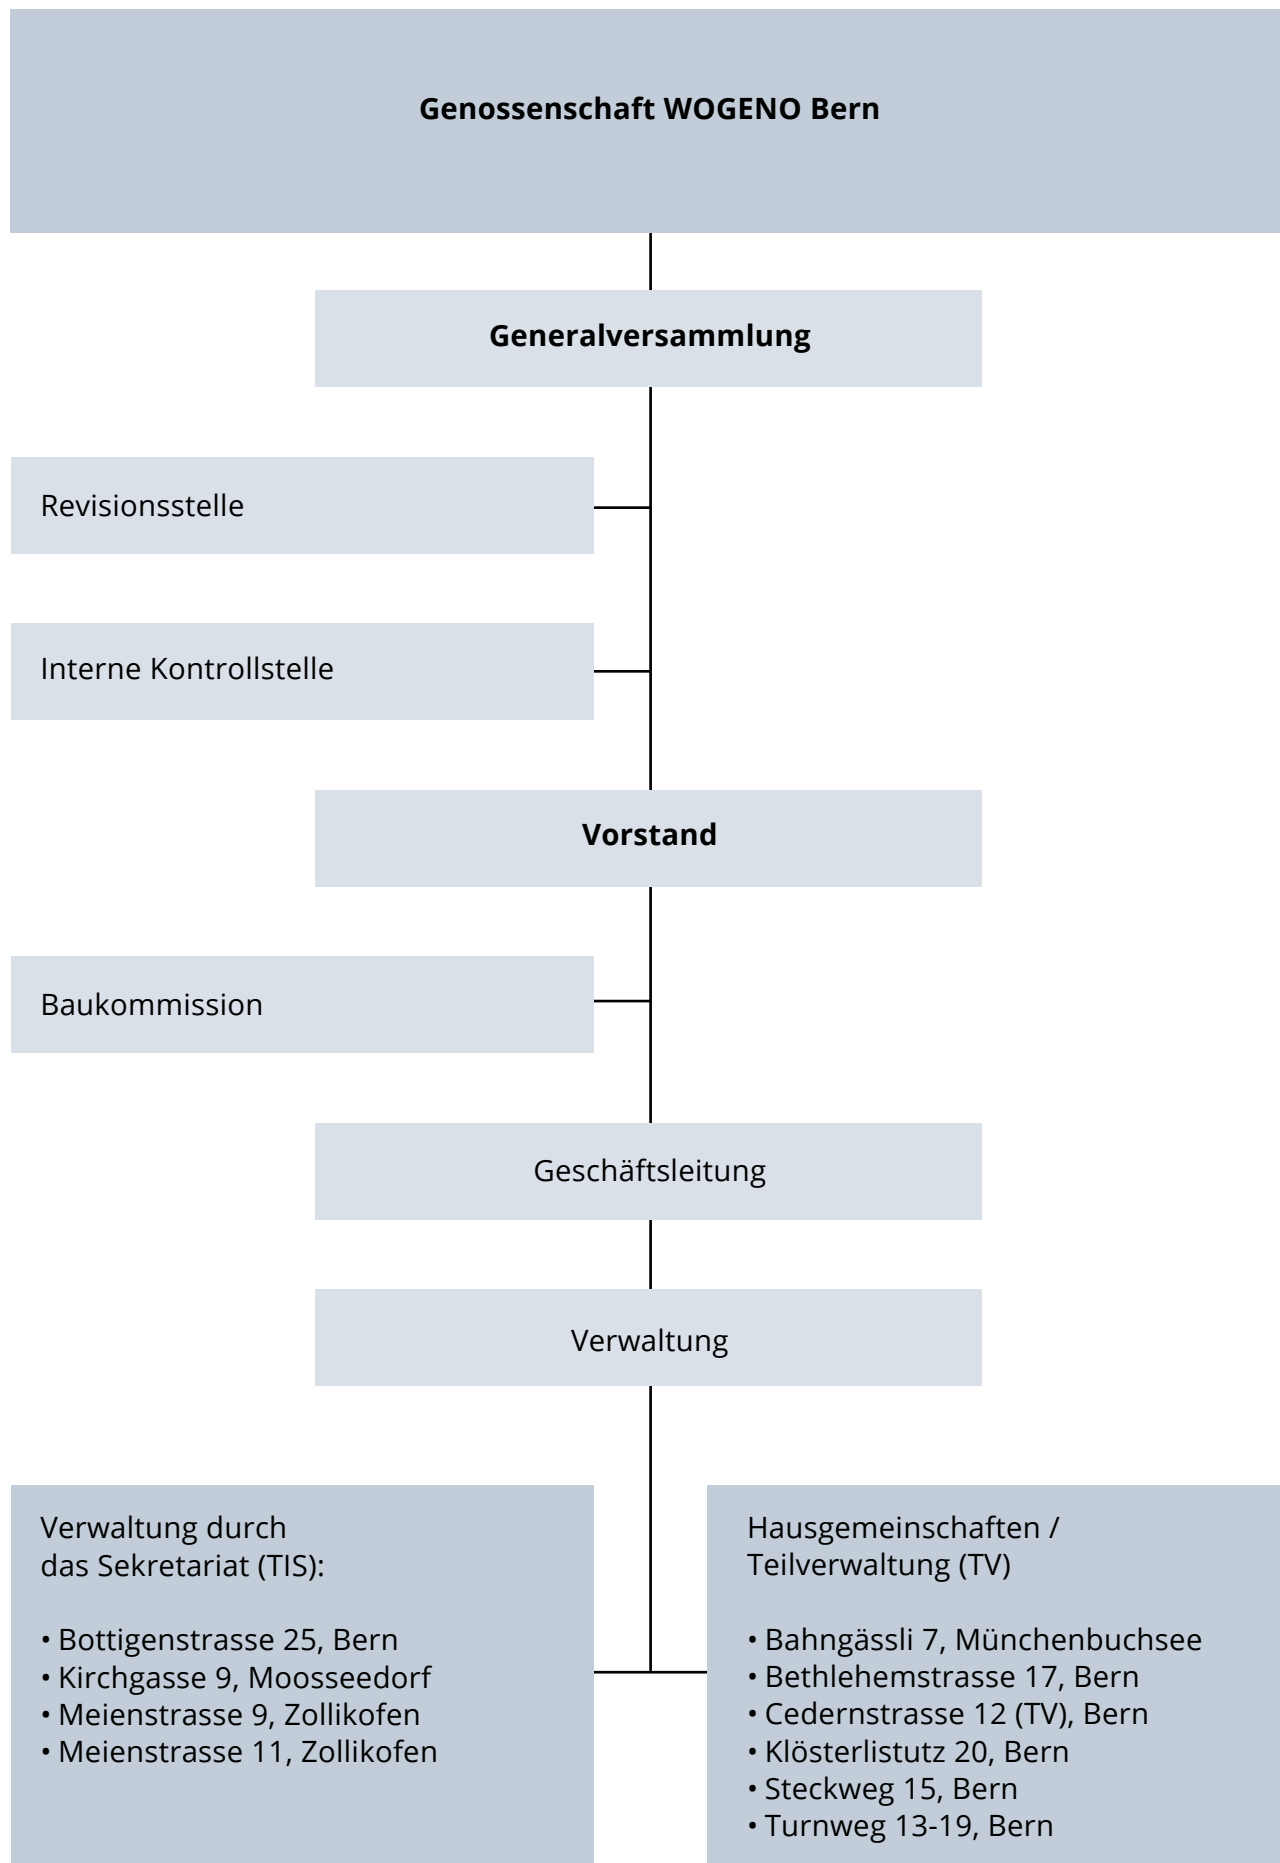 Genossenschaft WOGENO Bern
Generalversammlung
Revisionsstelle
Interne Kontrollstelle
Vorstand
Baukommission
Geschäftsleitung
Verwaltung
Verwaltung durch
das Sekretariat (TIS):
• Bottigenstrasse 25, Bern
• Kirchgasse 9, Moosseedorf
• Meienstrasse 9, Zollikofen
• Meienstrasse 11, Zollikofen
Hausgemeinschaften /
Teilverwaltung (TV)
• Bahngässli 7, Münchenbuchsee
• Bethlehemstrasse 17, Bern
• Cedernstrasse 12 (TV), Bern
• Klösterlistutz 20, Bern
• Steckweg 15, Bern
• Turnweg 13-19, Bern